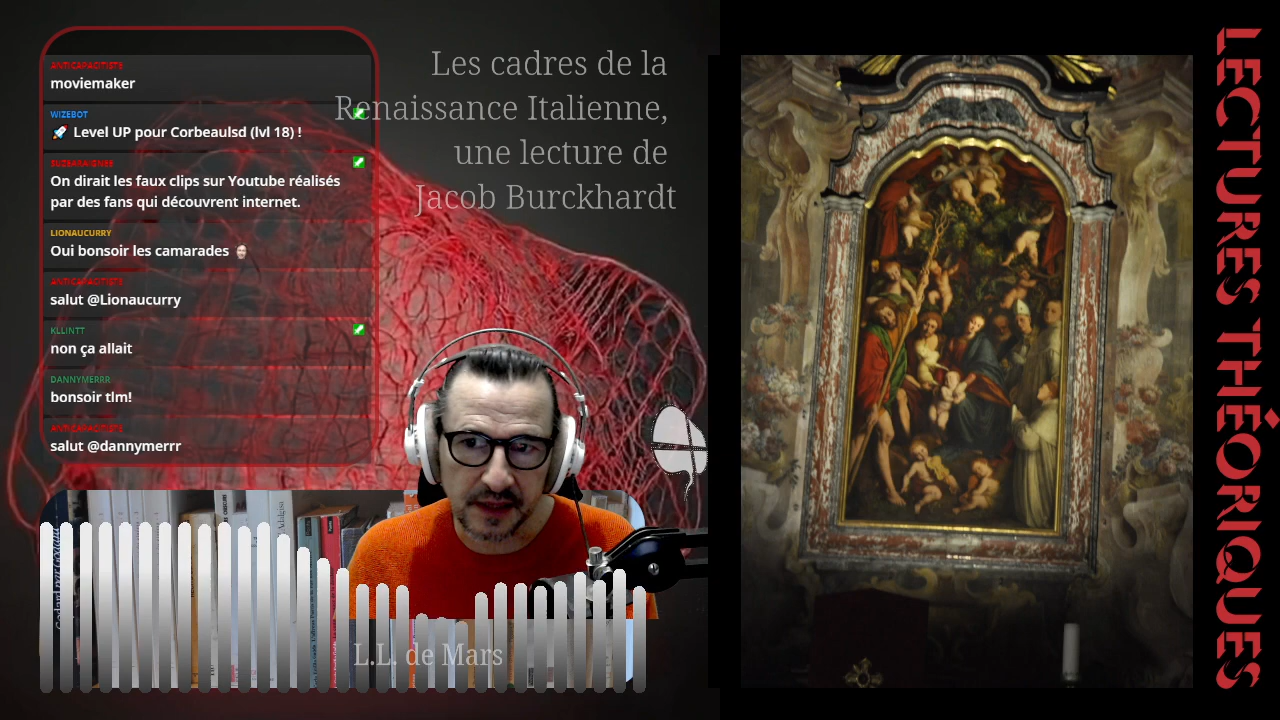 ANTICAPACITISTE
moviemaker
WIZEBOT
Level UP pour Corbeaulsd (lvl 18) !
SUZEARAIGNEE
On dirait les faux clips sur Youtube réalisés
par des fans qui découvrent internet.
LIONAUCURRY
Oui bonsoir les camarades
ANTICAPACITISTE
salut @Lionaucurry
KLLINTT
non ça allait
DANNYMERRR
bonsoir tlm!
ANTICAPACITISTE
salut @dannymerrr
Les cadres de la
Renaissance Italienne,
une lecture de
Jacob Burckhardt
L.L. de Mars
LECTURES THÉORIQUES